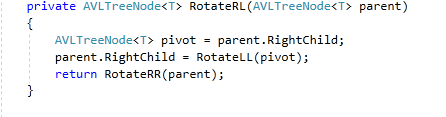 private AVLTreeNode<T> RotateRL(AVLTreeNode<T> parent)
{
AVLTreeNode<T> pivot = parent.RightChild;
parent.RightChild = RotateLL(pivot);
return RotateRR(parent);
}